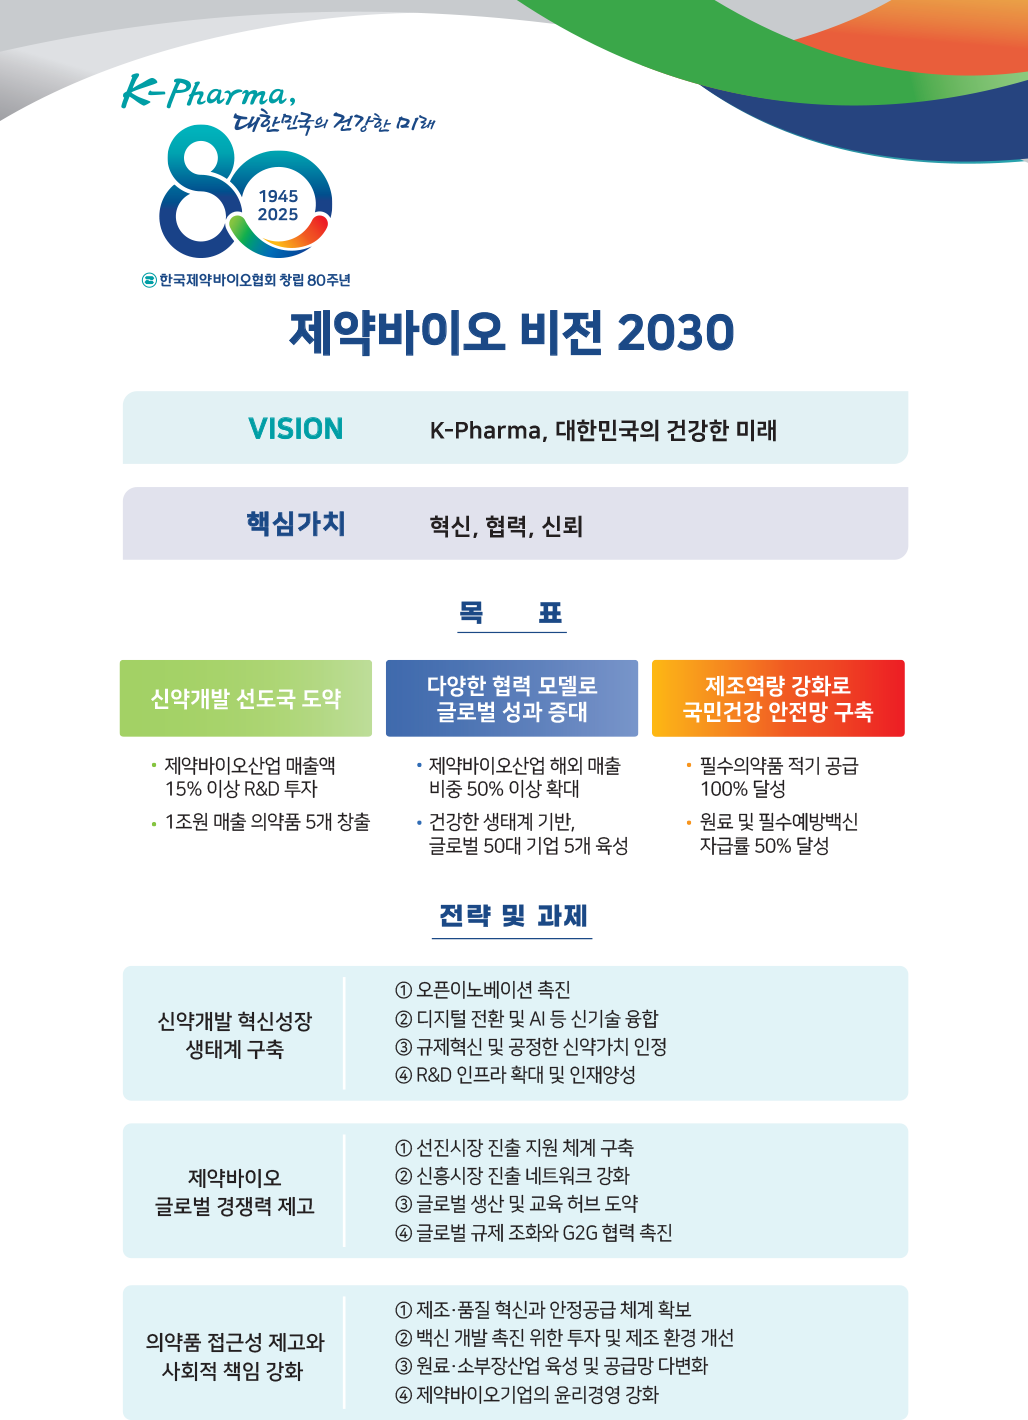 K-Pharma,
대한민국의 건강한 미래
80
1945
2025
한국제약바이오협회 창립 80주년
제약바이오 비전 2030
VISION
K-Pharma, 대한민국의 건강한 미래
핵심가치
혁신, 협력, 신뢰
목 표
신약개발 선도국 도약
• 제약바이오산업 매출액
15% 이상 R&D 투자
• 1조원 매출 의약품 5개 창출
다양한 협력 모델로
글로벌 성과 증대
• 제약바이오산업 해외 매출
비중 50% 이상 확대
• 건강한 생태계 기반,
글로벌 50대 기업 5개 육성
제조역량 강화로
국민건강 안전망 구축
• 필수의약품 적기 공급
100% 달성
• 원료 및 필수예방백신
자급률 50% 달성
전략 및 과제
신약개발 혁신성장
생태계 구축
① 오픈이노베이션 촉진
② 디지털 전환 및 AI 등 신기술 융합
③ 규제혁신 및 공정한 신약가치 인정
④ R&D 인프라 확대 및 인재양성
제약바이오
글로벌 경쟁력 제고
① 선진시장 진출 지원 체계 구축
② 신흥시장 진출 네트워크 강화
③ 글로벌 생산 및 교육 허브 도약
④ 글로벌 규제 조화와 G2G 협력 촉진
의약품 접근성 제고와
사회적 책임 강화
① 제조·품질 혁신과 안정공급 체계 확보
② 백신 개발 촉진 위한 투자 및 제조 환경 개선
③ 원료·소부장산업 육성 및 공급망 다변화
④ 제약바이오기업의 윤리경영 강화